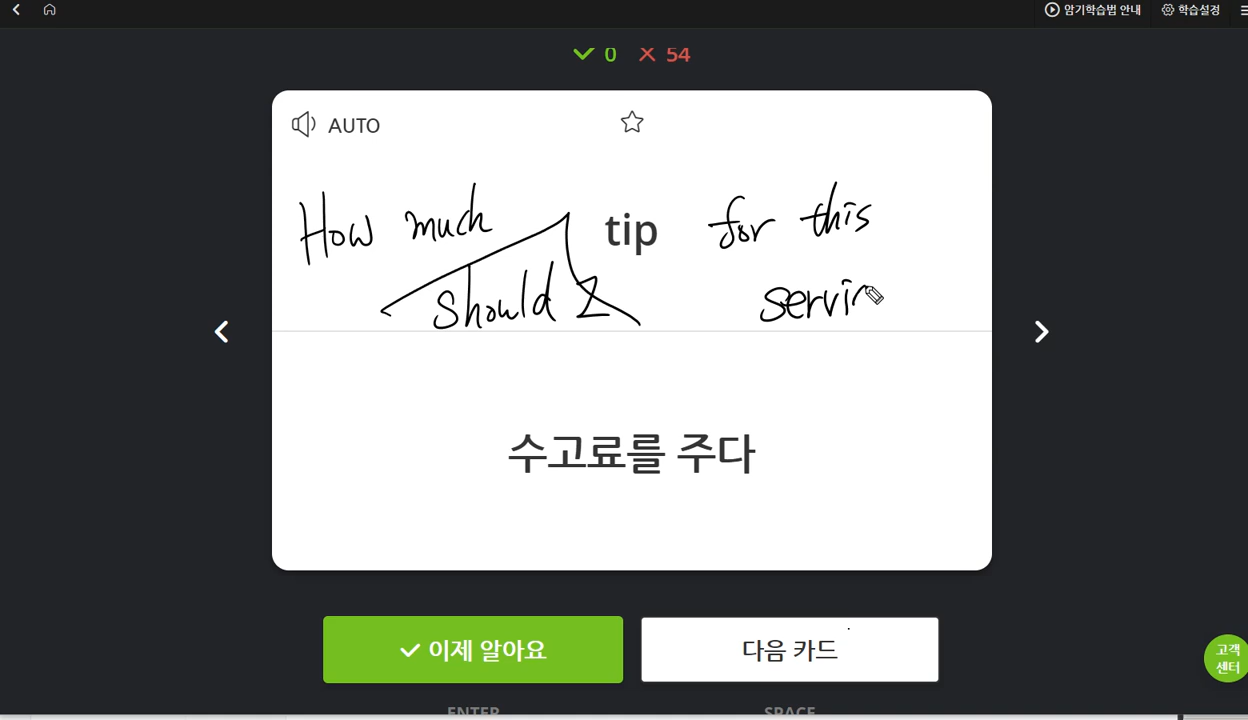 암기학습법 안내 학습설정
0 54
AUTO
How much tip for this
should I servi
수고료를 주다
이제 알아요 다음 카드
고객
센터
ENTER SPACE